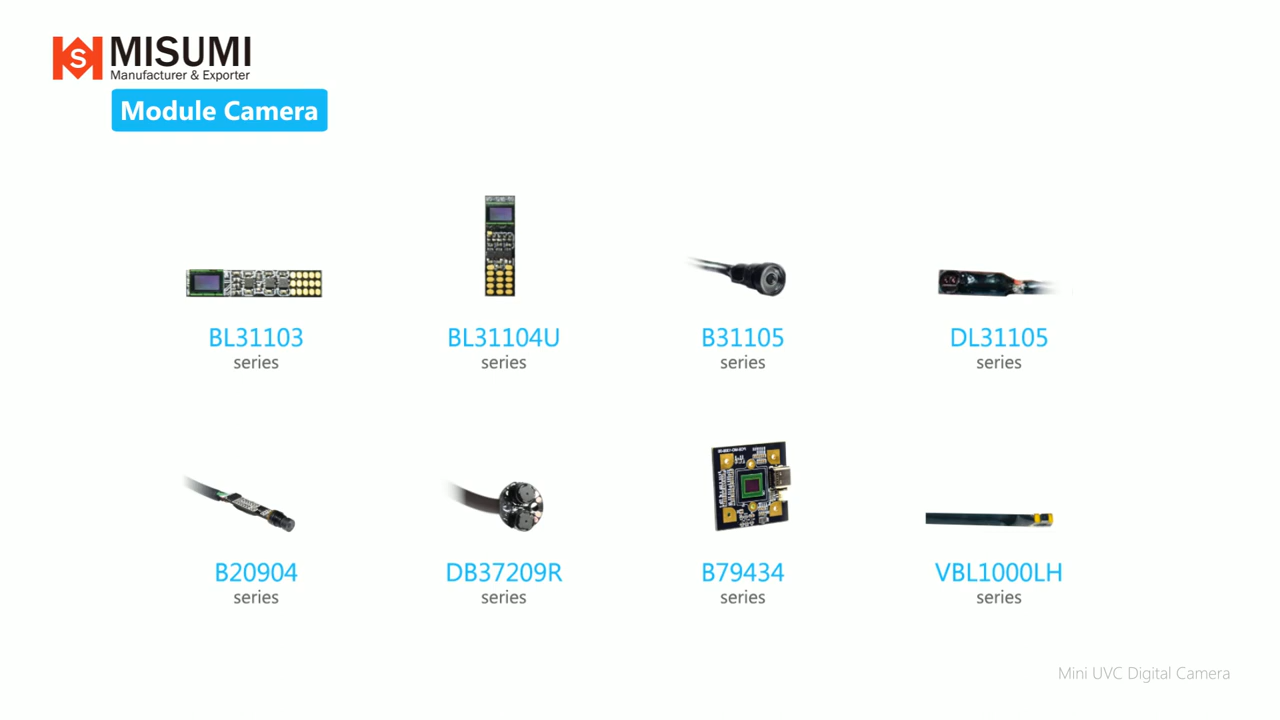 MISUMI
Manufacturer & Exporter
Module Camera
BL31103
series
BL31104U
series
B31105
series
DL31105
series
B20904
series
DB37209R
series
B79434
series
VBL1000LH
series
Mini UVC Digital Camera